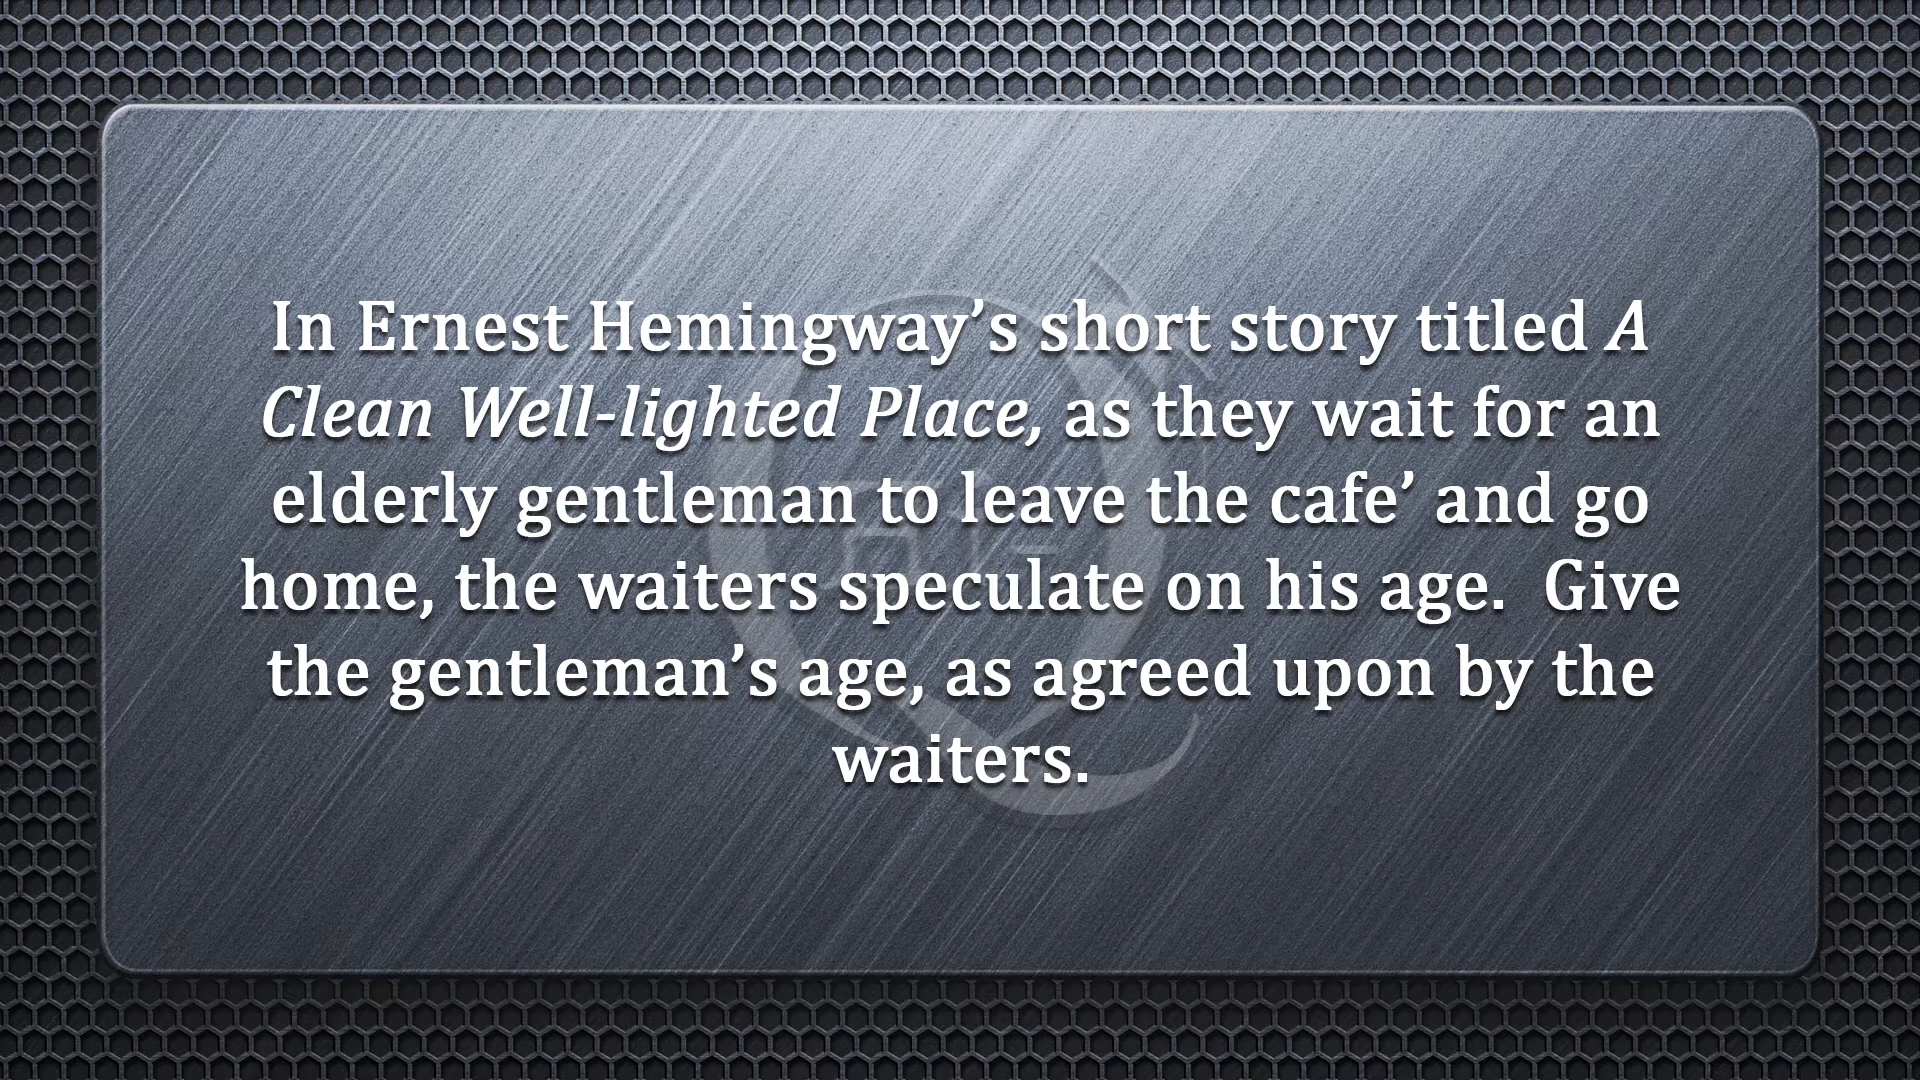 In Ernest Hemingway’s short story titled A
Clean Well-lighted Place, as they wait for an
elderly gentleman to leave the cafe’ and go
home, the waiters speculate on his age.  Give
the gentleman’s age, as agreed upon by the
waiters.